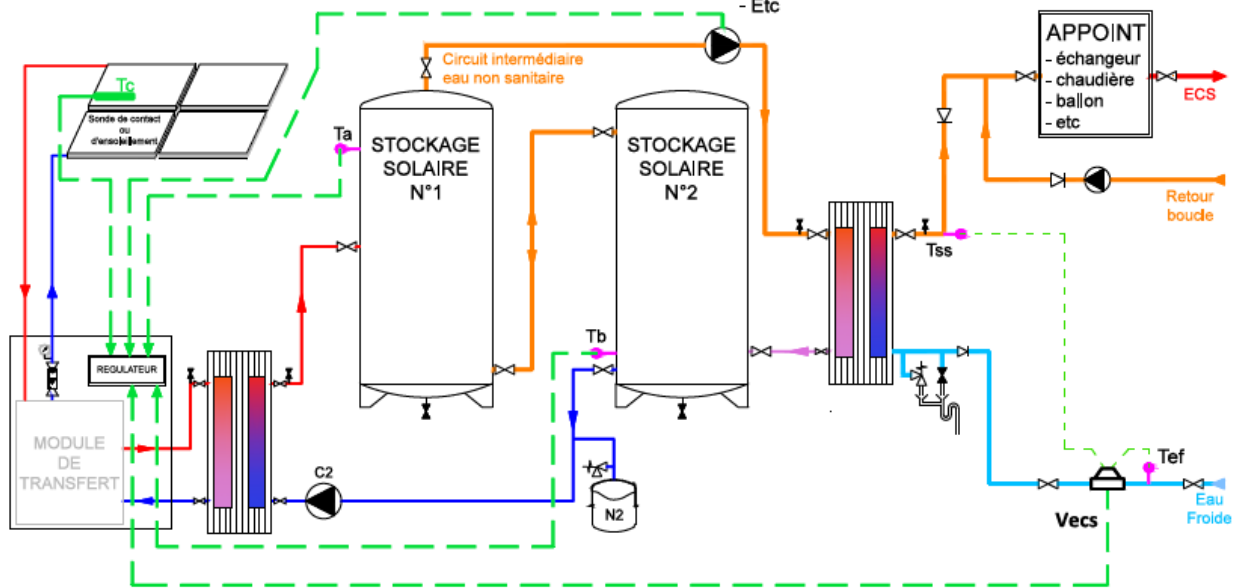 - Etc
Circuit intermédiaire
eau non sanitaire
APPOINT
- échangeur
- chaudière
- ballon
- etc
ECS
Tc
Sonde de contact
ou
d'ensoleillement
Ta
STOCKAGE
SOLAIRE
N°1
STOCKAGE
SOLAIRE
N°2
Retour
boucle
Tss
Tb
REGULATEUR
MODULE
DE
TRANSFERT
C2
N2
Tef
Vecs
Eau
Froide